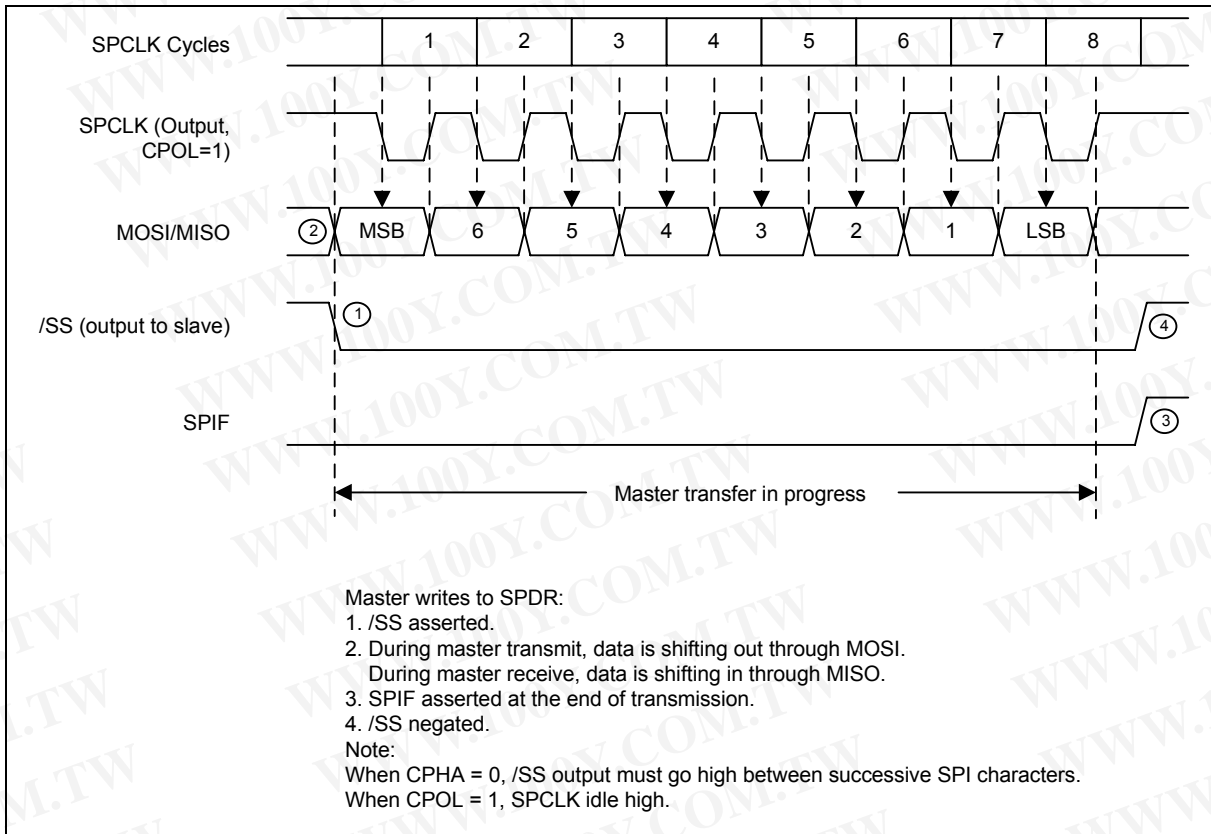 SPCLK Cycles 1 2 3 4 5 6 7 8
SPCLK (Output,
CPOL=1)
MOSI/MISO 2 MSB 6 5 4 3 2 1 LSB
/SS (output to slave) 1 4
SPIF 3
Master transfer in progress
Master writes to SPDR:
1. /SS asserted.
2. During master transmit, data is shifting out through MOSI.
During master receive, data is shifting in through MISO.
3. SPIF asserted at the end of transmission.
4. /SS negated.
Note:
When CPHA = 0, /SS output must go high between successive SPI characters.
When CPOL = 1, SPCLK idle high.
WWW.100Y.COM.TW